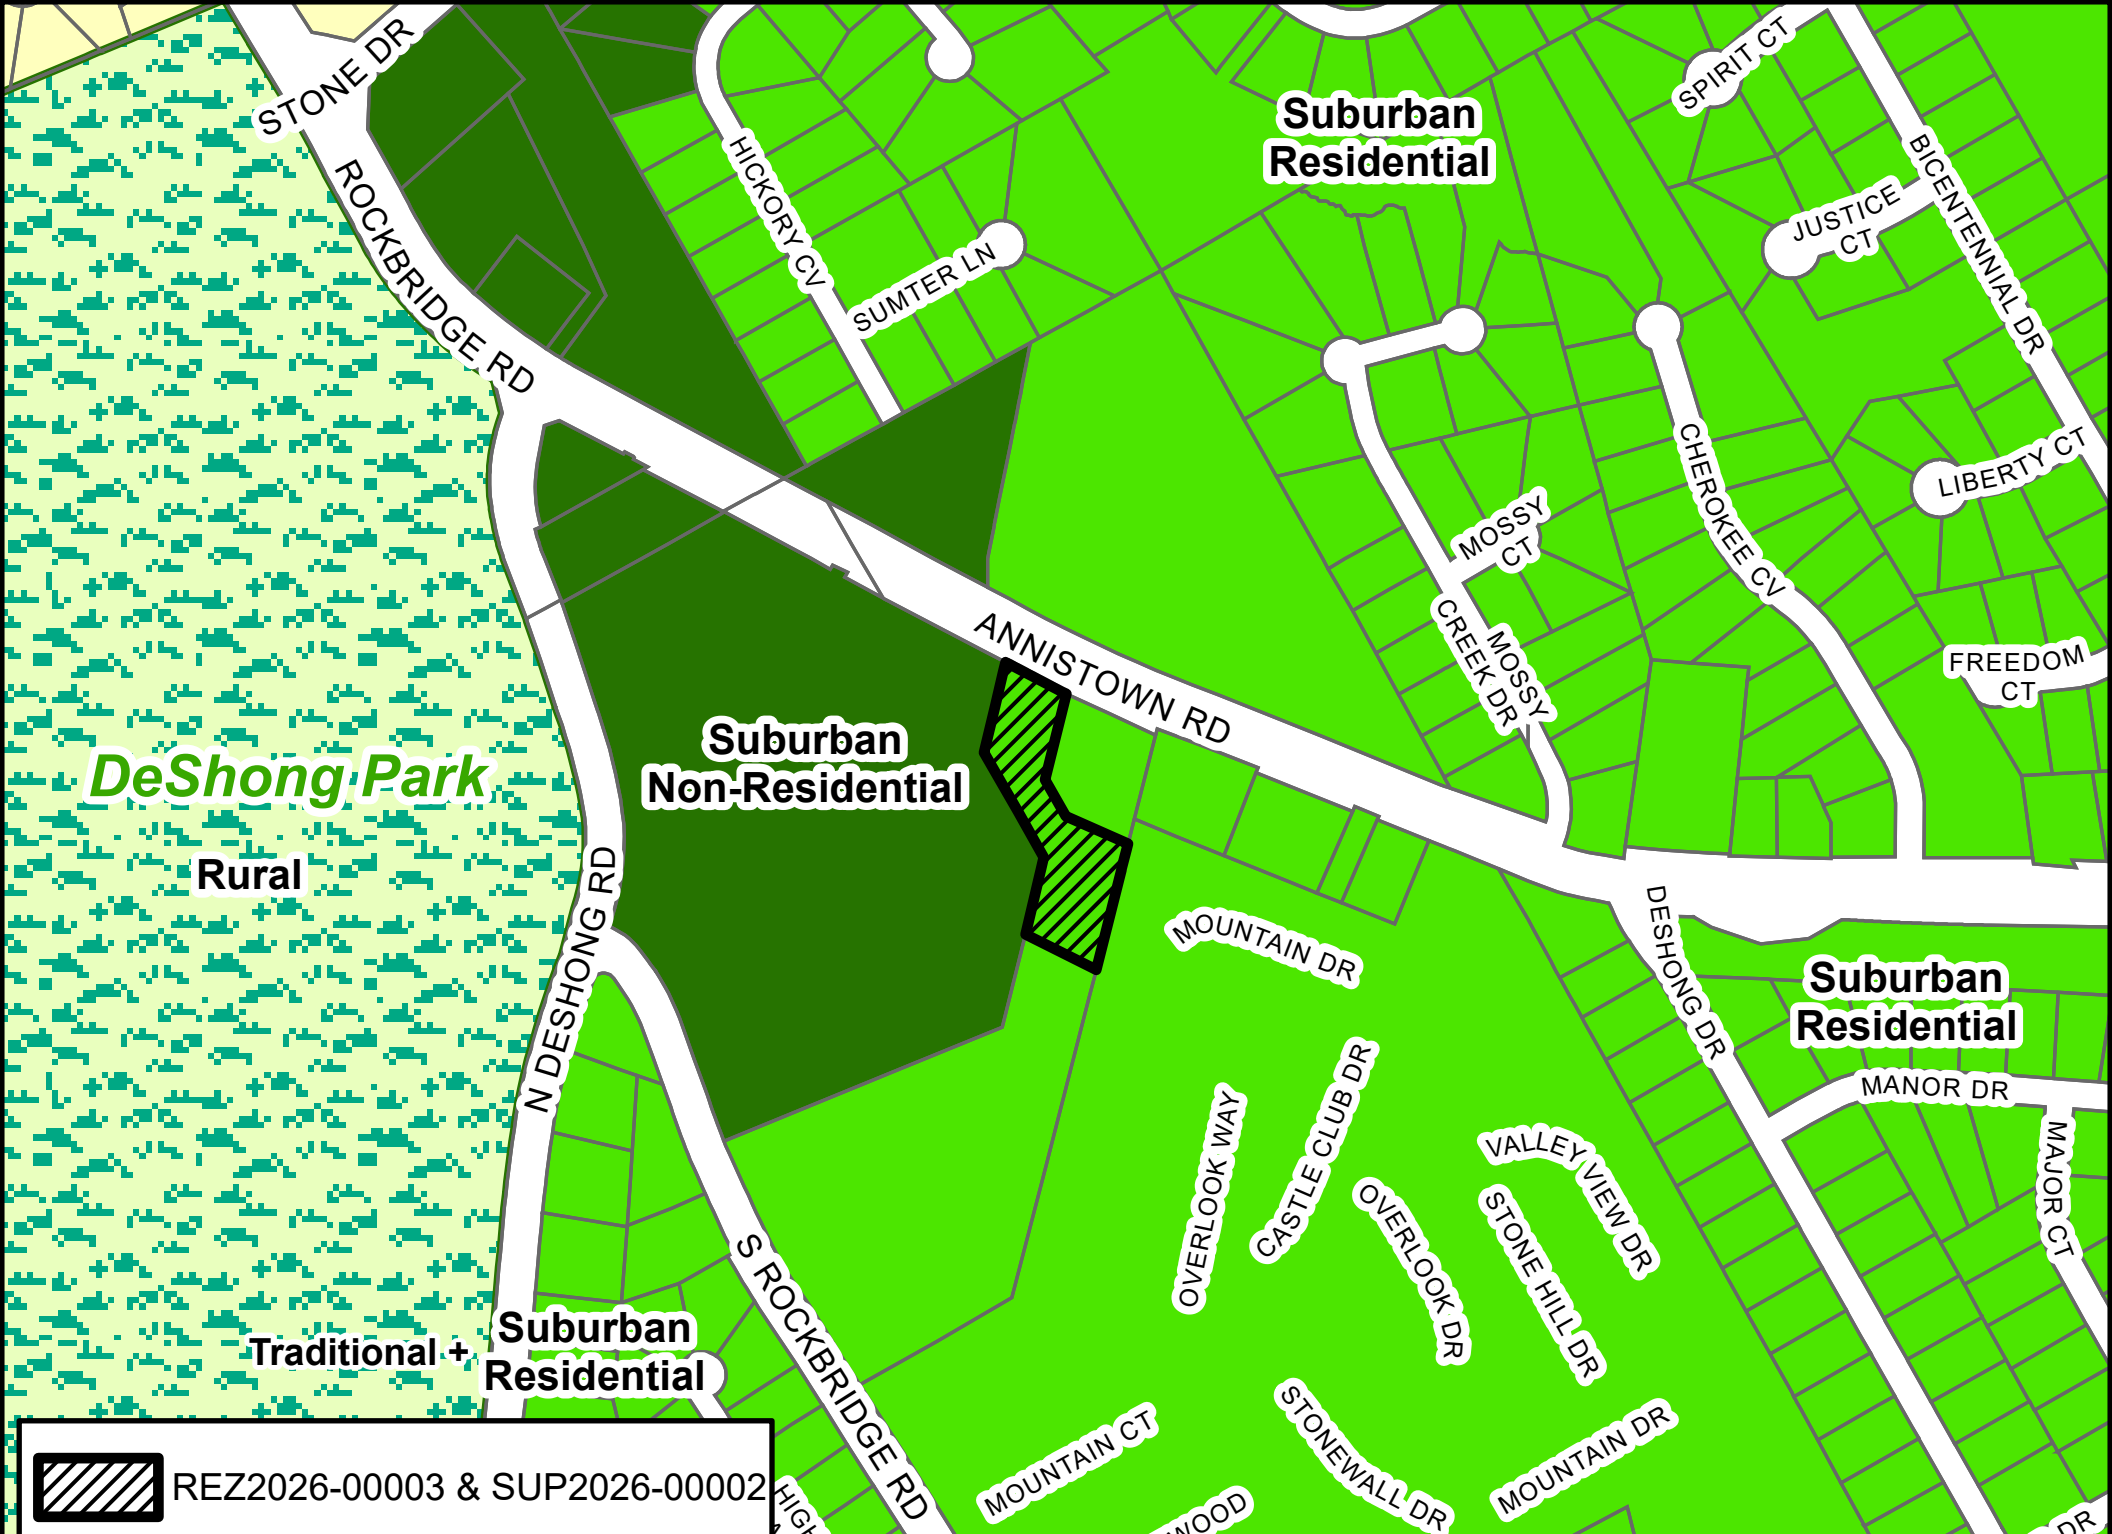 STONE DR
ROCKBRIDGE RD
HICKORY CV
SUMTER LN
Suburban
Residential
SPIRIT CT
BICENTENNIAL DR
JUSTICE
CT
LIBERTY CT
CHEROKEE CV
MOSSY
CT
MOSSY
CREEK DR
FREEDOM
CT
ANNISTOWN RD
Suburban
Non-Residential
DeShong Park
Rural
N DESHONG RD
MOUNTAIN DR
DESHONG DR
Suburban
Residential
MANOR DR
MAJOR CT
OVERLOOK WAY
CASTLE CLUB DR
OVERLOOK DR
VALLEY VIEW DR
STONE HILL DR
S ROCKBRIDGE RD
Traditional +
Suburban
Residential
MOUNTAIN CT
STONEWALL DR
MOUNTAIN DR
WOOD
HIGH
DR
REZ2026-00003 & SUP2026-00002